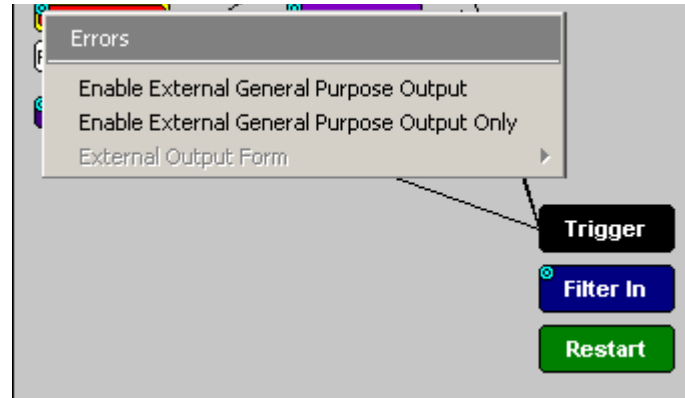 Errors
Enable External General Purpose Output
Enable External General Purpose Output Only
External Output Form
Trigger
Filter In
Restart